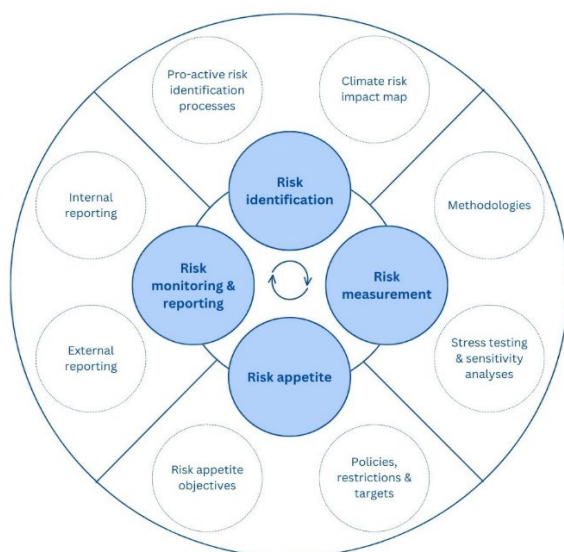 Pro-active risk
identification
processes
Climate risk
impact map
Risk
identification
Internal
reporting
Methodologies
Risk
monitoring &
reporting
Risk
measurement
External
reporting
Stress testing
& sensitivity
analyses
Risk appetite
Risk appetite
objectives
Policies,
restrictions &
targets